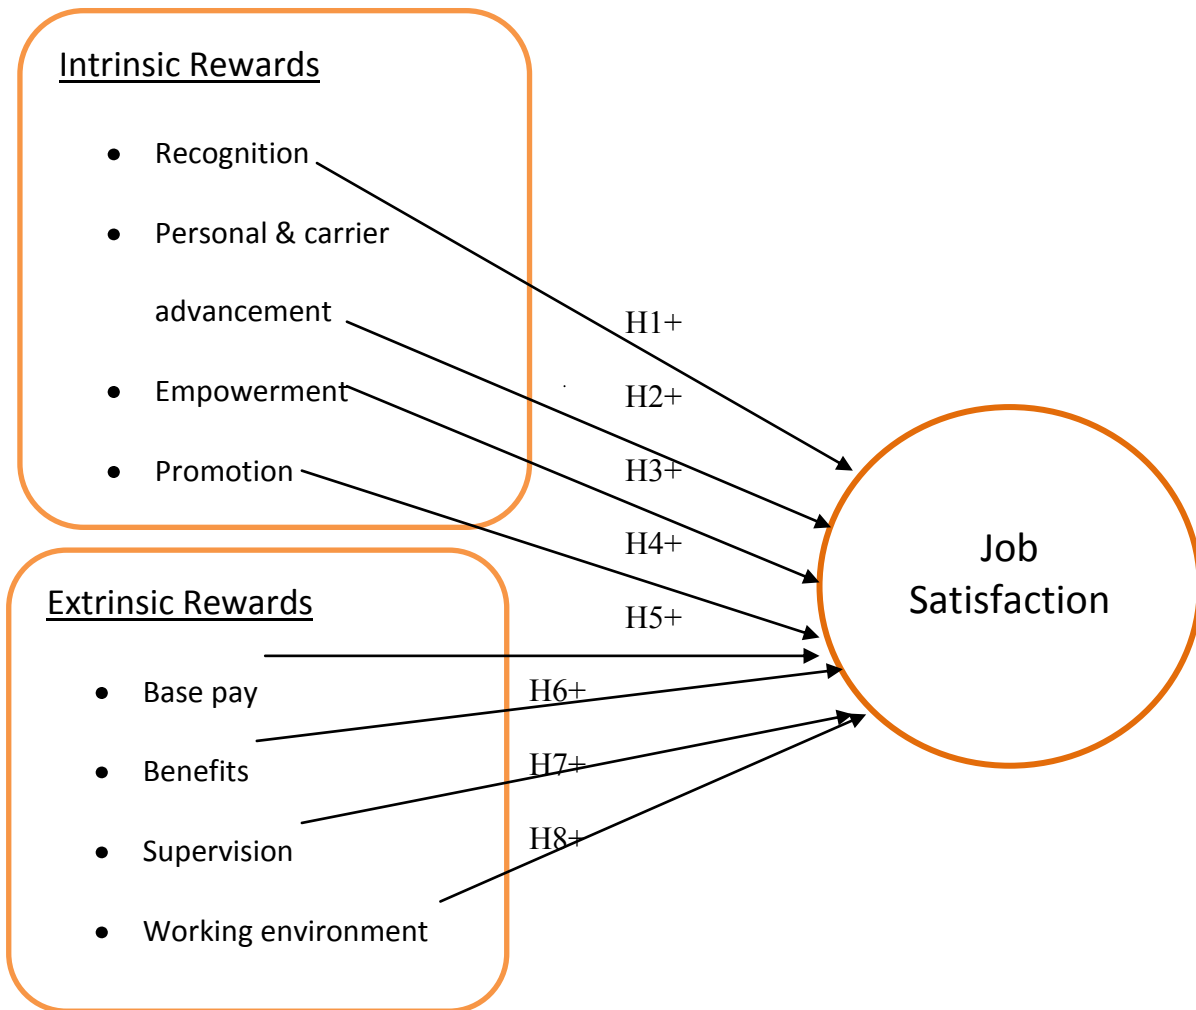 Intrinsic Rewards
● Recognition
● Personal & carrier
advancement
● Empowerment
● Promotion
H1+
H2+
H3+
H4+
H5+
H6+
H7+
H8+
Extrinsic Rewards
● Base pay
● Benefits
● Supervision
● Working environment
Job
Satisfaction